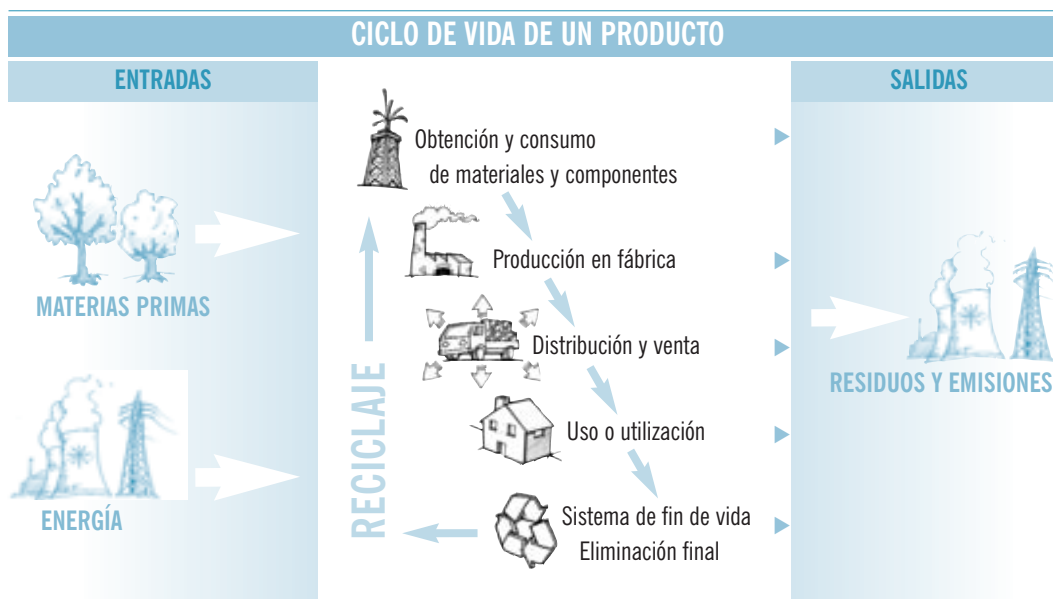 CICLO DE VIDA DE UN PRODUCTO
ENTRADAS
SALIDAS
Obtención y consumo
de materiales y componentes
Producción en fábrica
MATERIAS PRIMAS
Distribución y venta
RESIDUOS Y EMISIONES
RECICLAJE
Uso o utilización
ENERGÍA
Sistema de fin de vida
Eliminación final